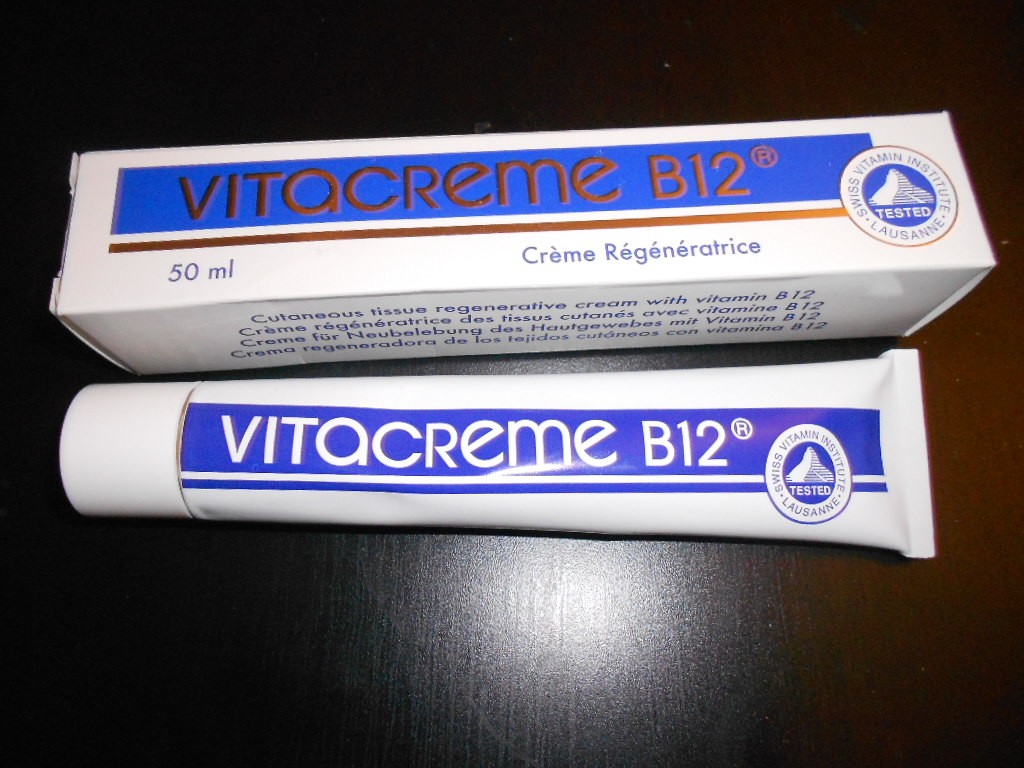 VITACREME B12®
SWISS VITAMIN INSTITUTE · LAUSANNE ·
TESTED
50 ml
Crème Régénératrice
Cutaneous tissue regenerative cream with vitamin B12
Crème régénératrice des tissus cutanés avec vitamine B12
Creme für Neubelebung des Hautgewebes mit Vitamin B12
Crema regeneradora de los tejidos cutáneos con vitamina B12
VITACREME B12®
SWISS VITAMIN INSTITUTE · LAUSANNE ·
TESTED